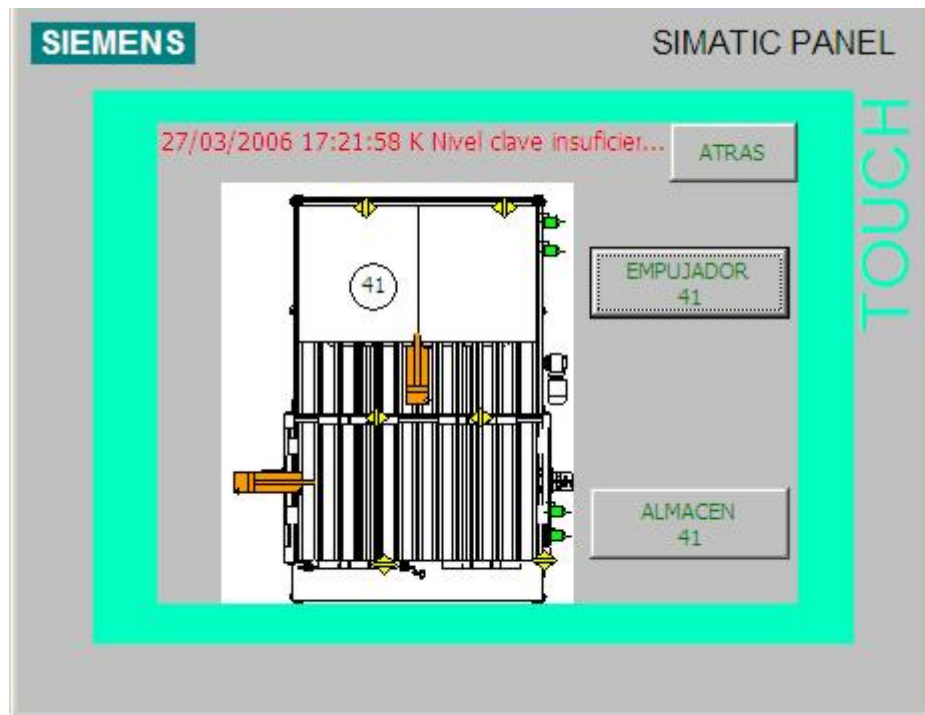 SIEMENS
SIMATIC PANEL
TOUCH
27/03/2006 17:21:58 K Nivel clave insuficier...
ATRAS
41
EMPUJADOR
41
ALMACEN
41